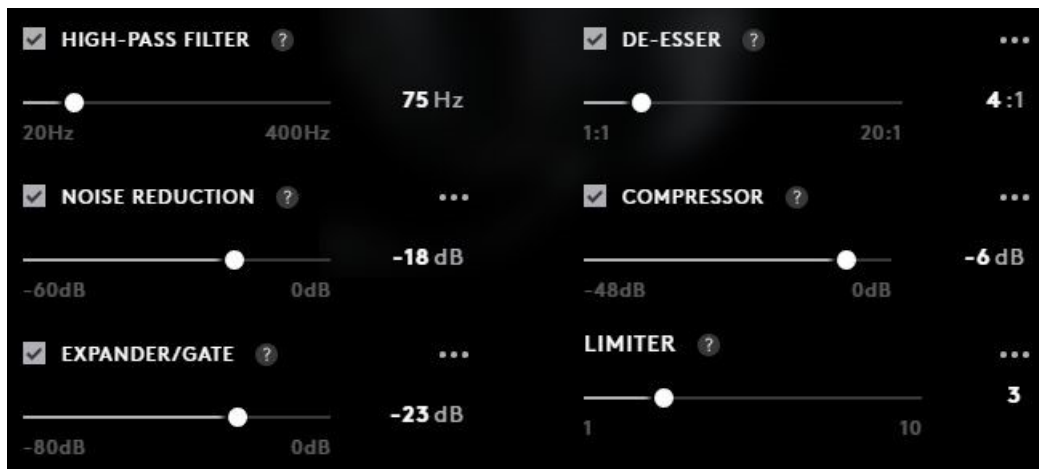 HIGH-PASS FILTER ?
75 Hz
20Hz 400Hz
NOISE REDUCTION ?
-18 dB
-60dB 0dB
EXPANDER/GATE ?
-23 dB
-80dB 0dB
DE-ESSER ?
4 :1
1:1 20:1
COMPRESSOR ?
-6 dB
-48dB 0dB
LIMITER ?
3
1 10